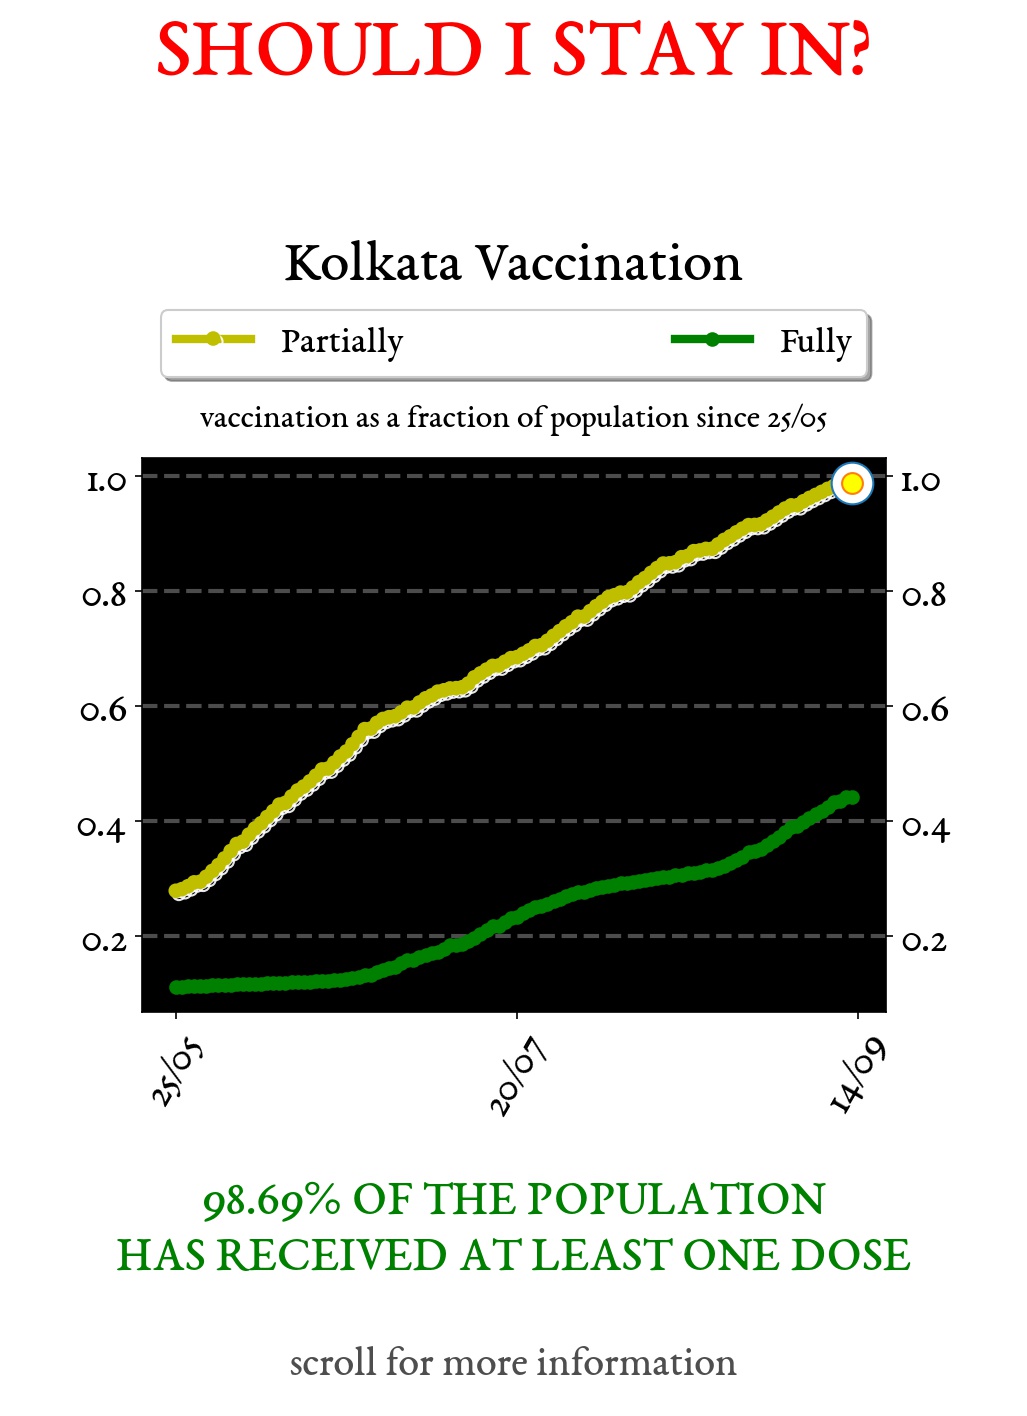 SHOULD I STAY IN?
Kolkata Vaccination
Partially Fully
vaccination as a fraction of population since 25/05
1.0 1.0
0.8 0.8
0.6 0.6
0.4 0.4
0.2 0.2
25/05 20/07 14/09
98.69% OF THE POPULATION
HAS RECEIVED AT LEAST ONE DOSE
scroll for more information